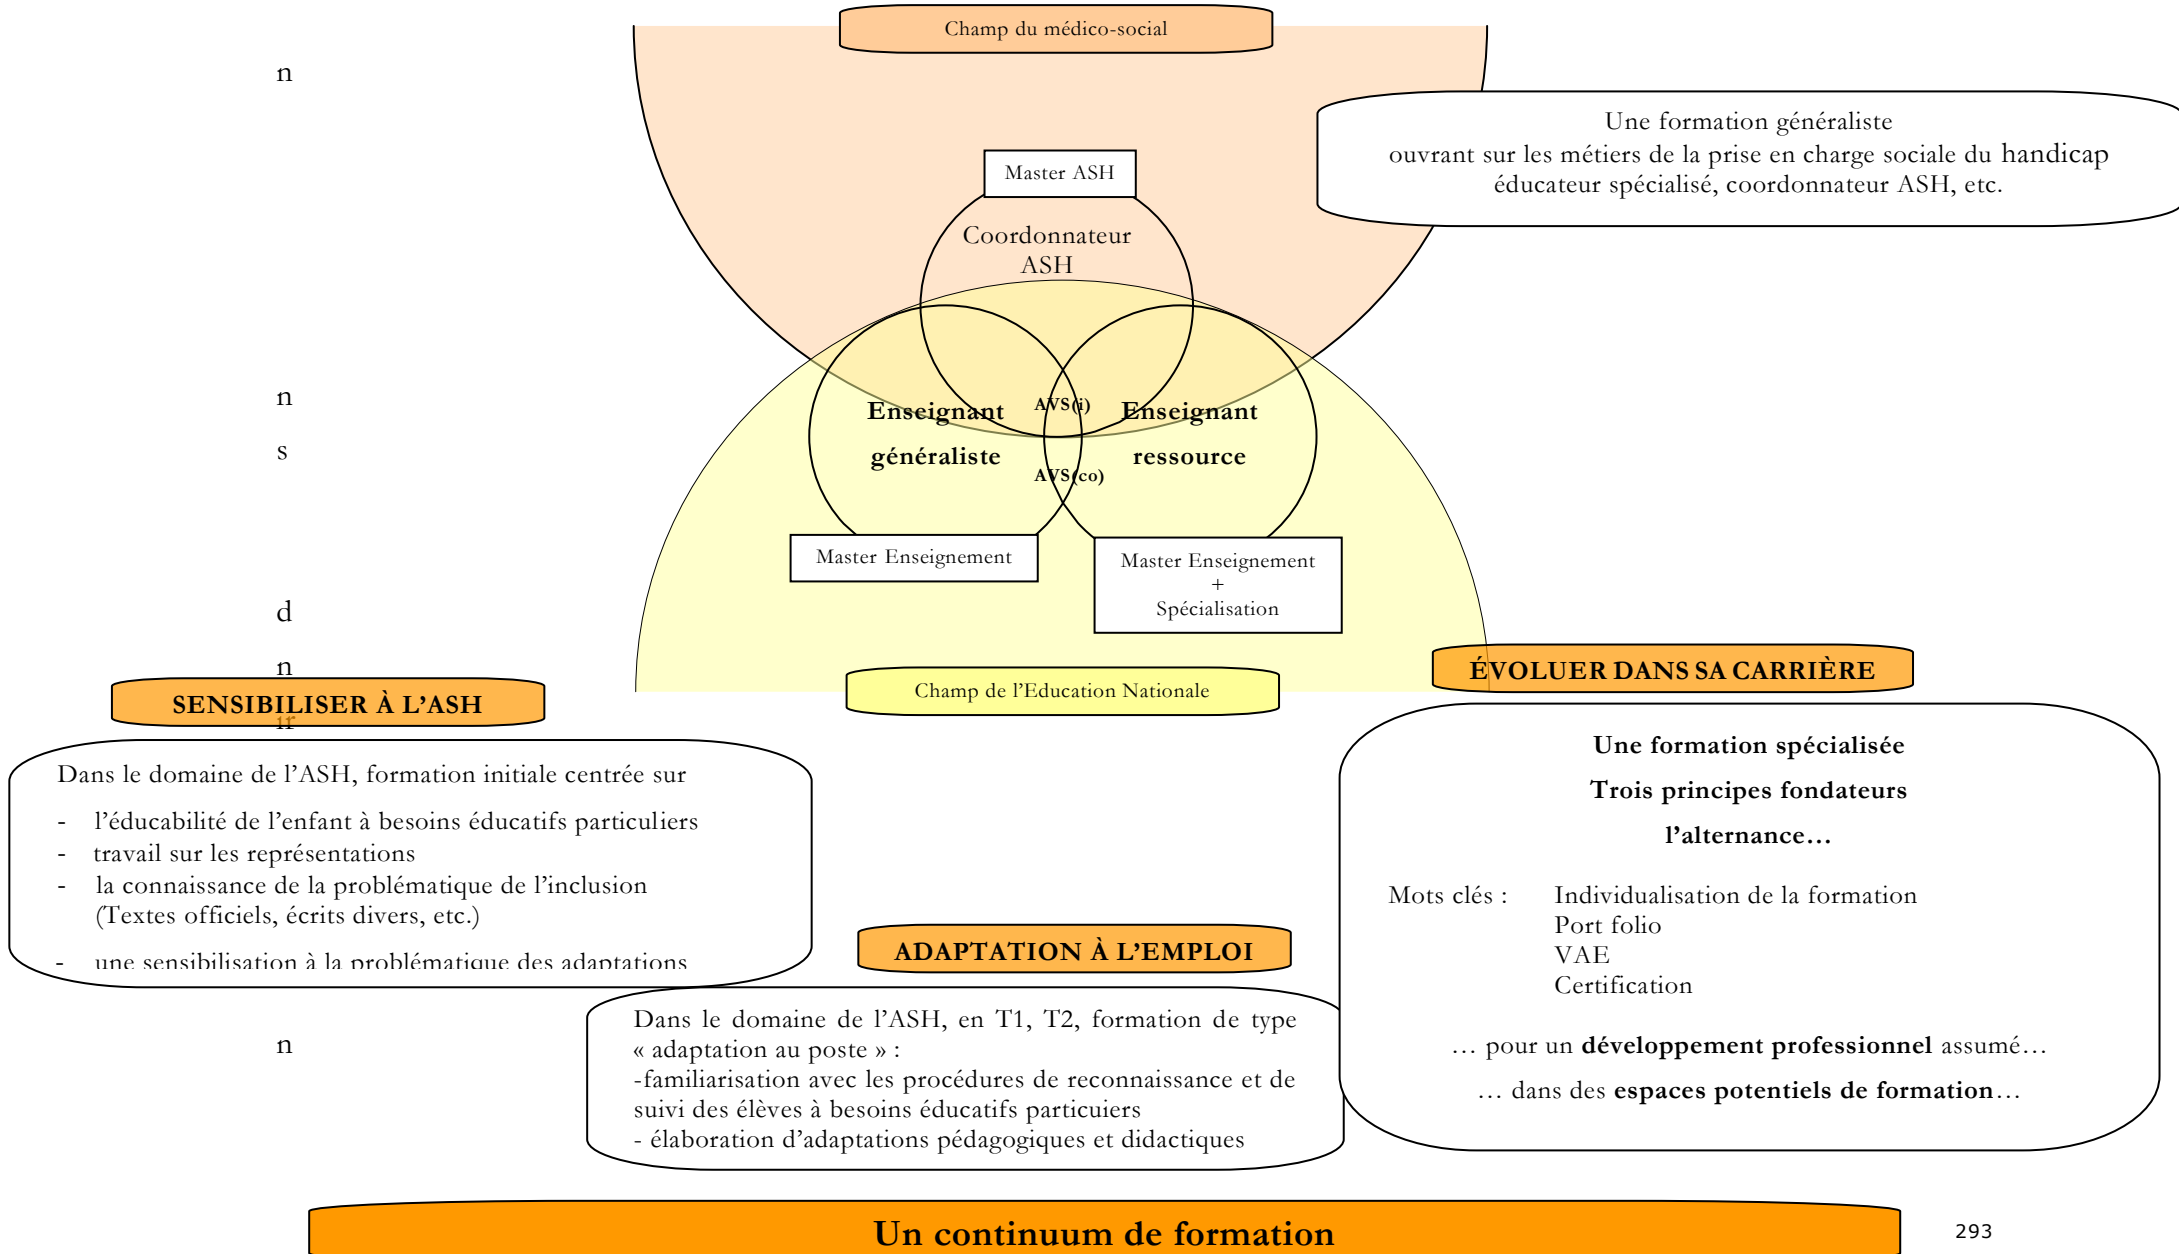 Champ du médico-social
n
Une formation généraliste
ouvrant sur les métiers de la prise en charge sociale du handicap
éducateur spécialisé, coordonnateur ASH, etc.
Master ASH
Coordonnateur
ASH
n
s
Enseignant
généraliste
AVS(i)
AVS(co)
Enseignant
ressource
Master Enseignement
Master Enseignement
+
Spécialisation
d
n
Champ de l’Education Nationale
SENSIBILISER À L’ASH
ir
Dans le domaine de l’ASH, formation initiale centrée sur
- l’éducabilité de l’enfant à besoins éducatifs particuliers
- travail sur les représentations
- la connaissance de la problématique de l’inclusion
(Textes officiels, écrits divers, etc.)
- une sensibilisation à la problématique des adaptations
ADAPTATION À L’EMPLOI
Dans le domaine de l’ASH, en T1, T2, formation de type
« adaptation au poste » :
-familiarisation avec les procédures de reconnaissance et de
suivi des élèves à besoins éducatifs particuiers
- élaboration d’adaptations pédagogiques et didactiques
n
ÉVOLUER DANS SA CARRIÈRE
Une formation spécialisée
Trois principes fondateurs
l’alternance…
Mots clés : Individualisation de la formation
Port folio
VAE
Certification
… pour un développement professionnel assumé…
… dans des espaces potentiels de formation…
Un continuum de formation
293